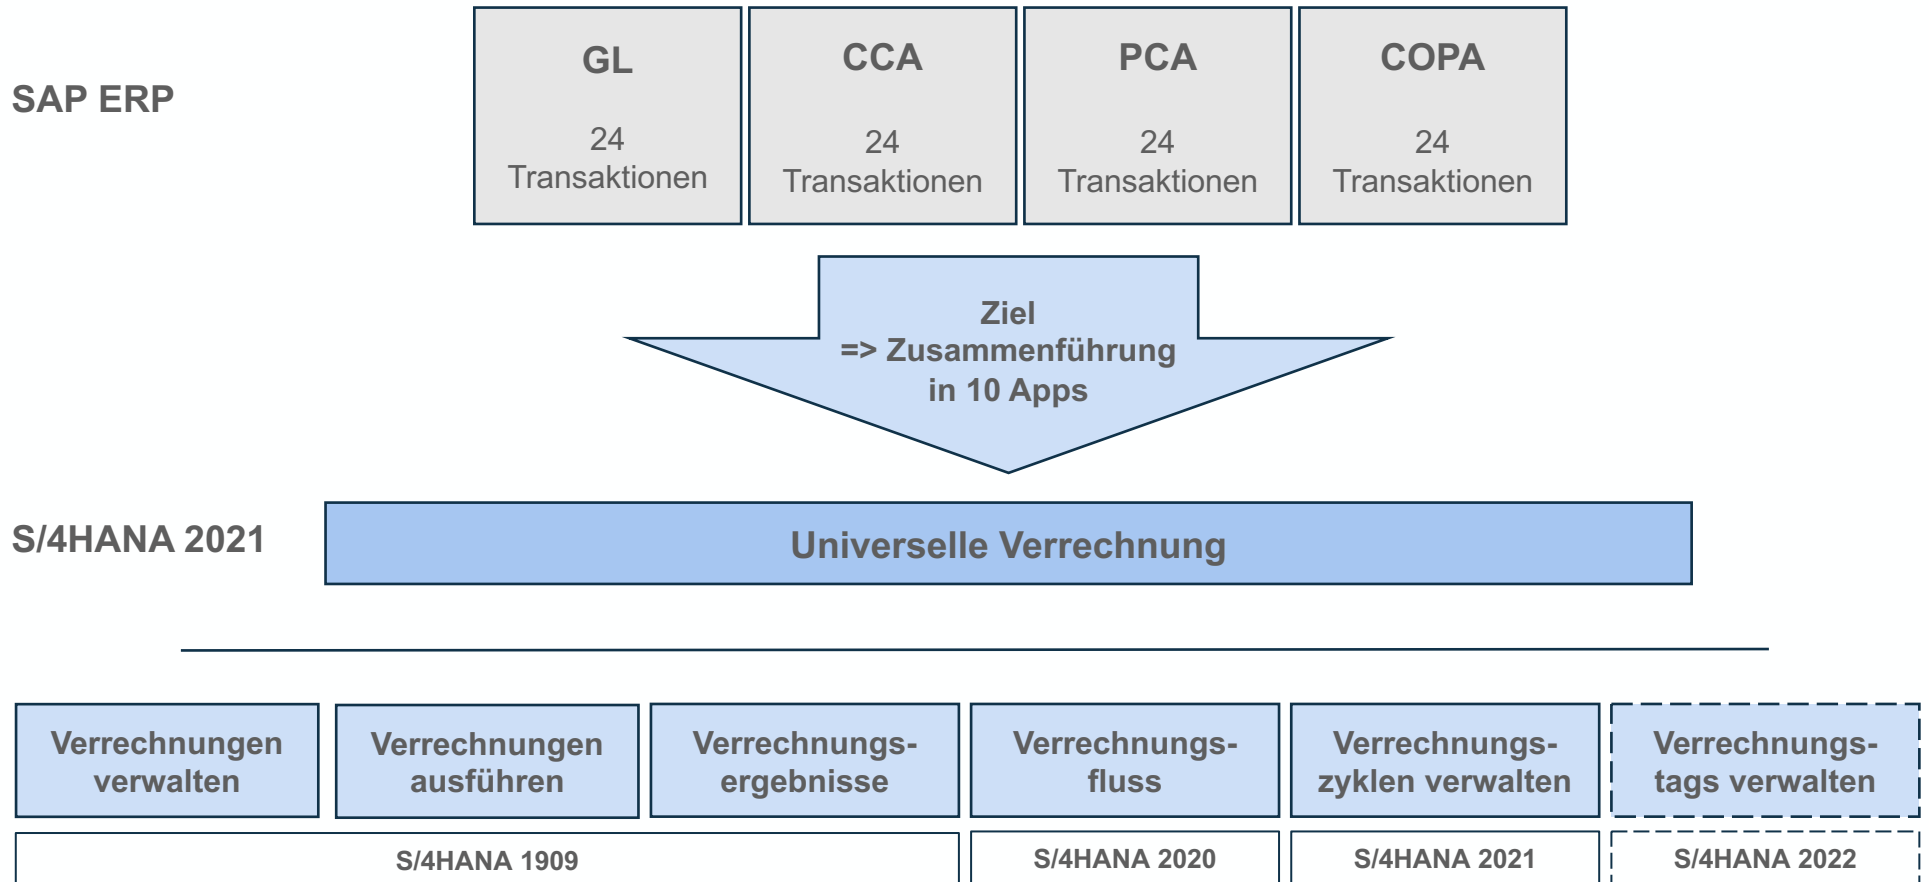 SAP ERP
GL
24
Transaktionen
CCA
24
Transaktionen
PCA
24
Transaktionen
COPA
24
Transaktionen
Ziel
=> Zusammenführung
in 10 Apps
S/4HANA 2021
Universelle Verrechnung
Verrechnungen
verwalten
Verrechnungen
ausführen
Verrechnungs-
ergebnisse
Verrechnungs-
fluss
Verrechnungs-
zyklen verwalten
Verrechnungs-
tags verwalten
S/4HANA 1909
S/4HANA 2020
S/4HANA 2021
S/4HANA 2022